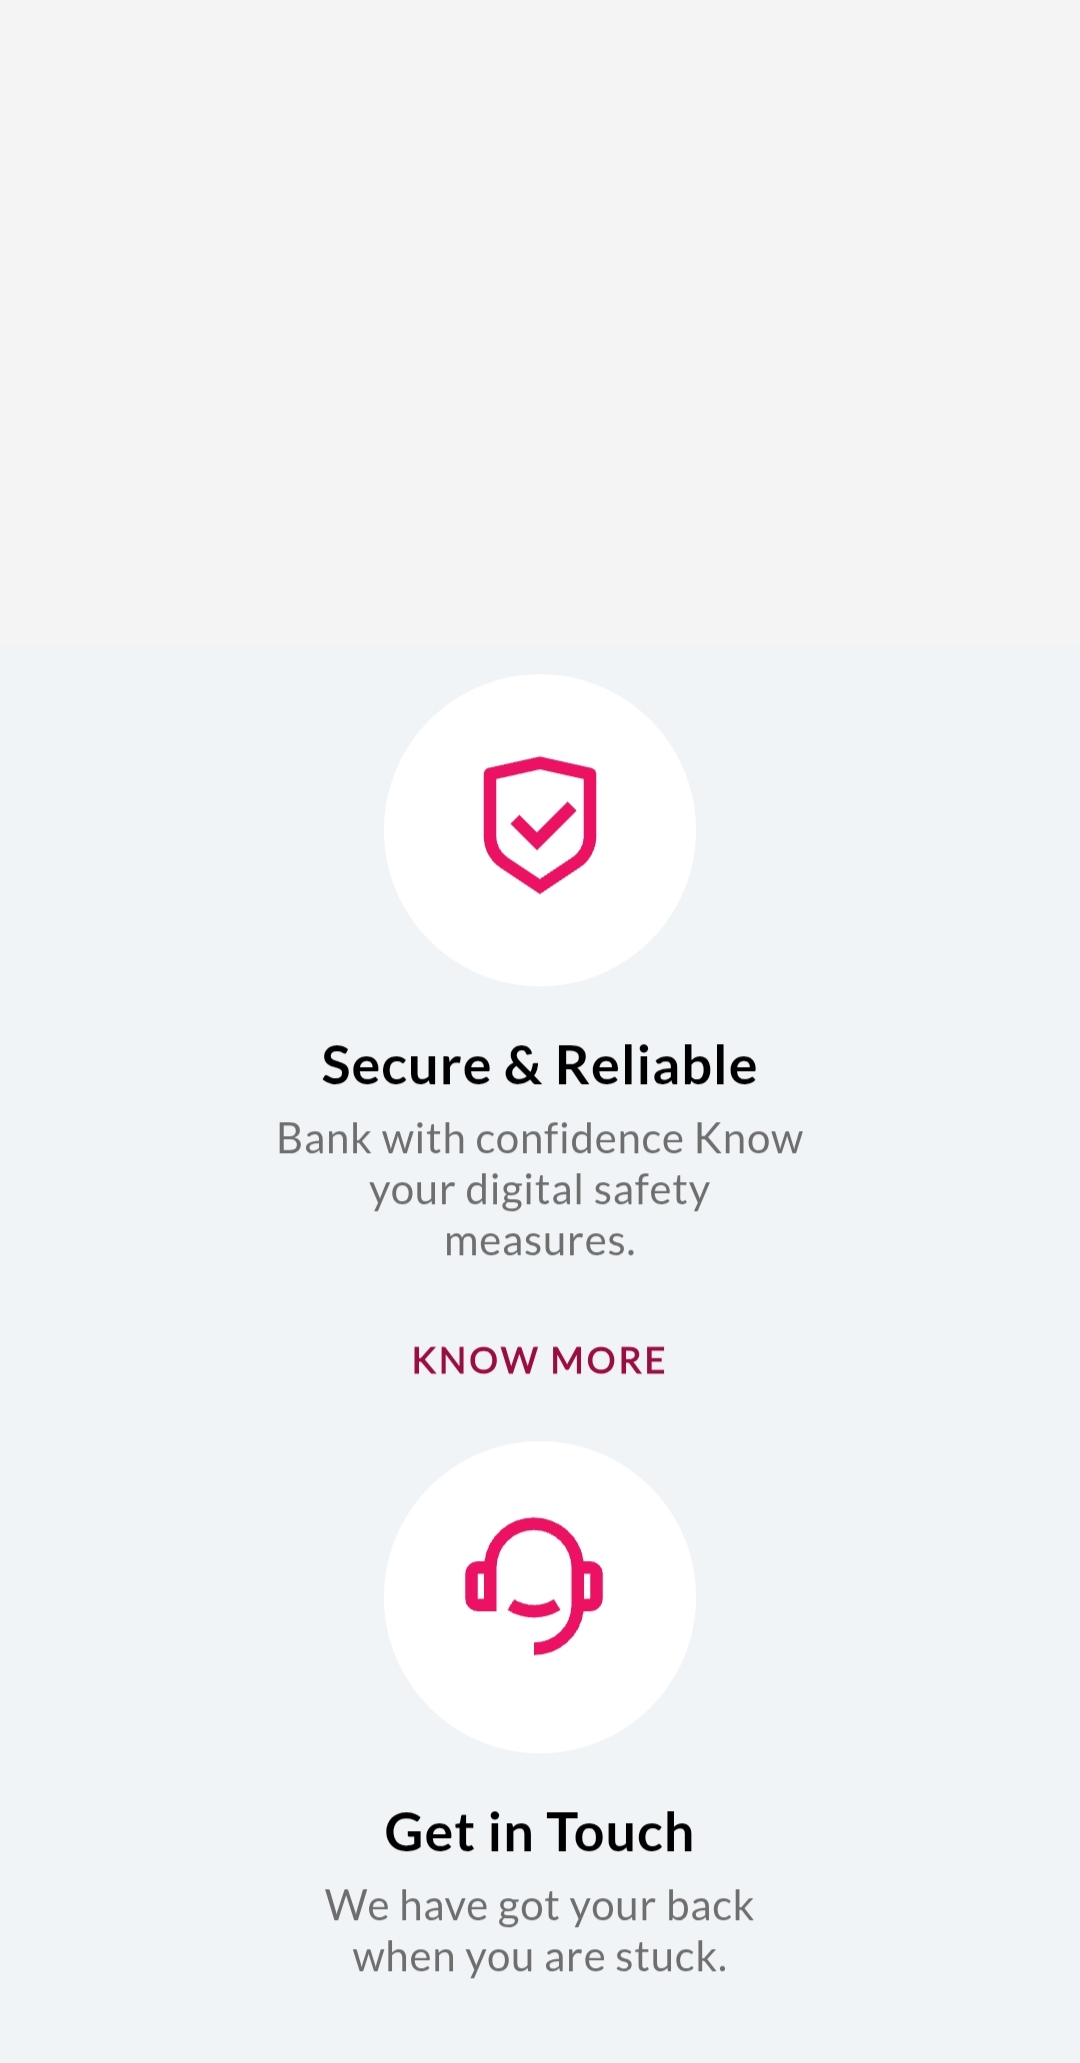 Secure & Reliable
Bank with confidence Know
your digital safety
measures.
KNOW MORE
Get in Touch
We have got your back
when you are stuck.